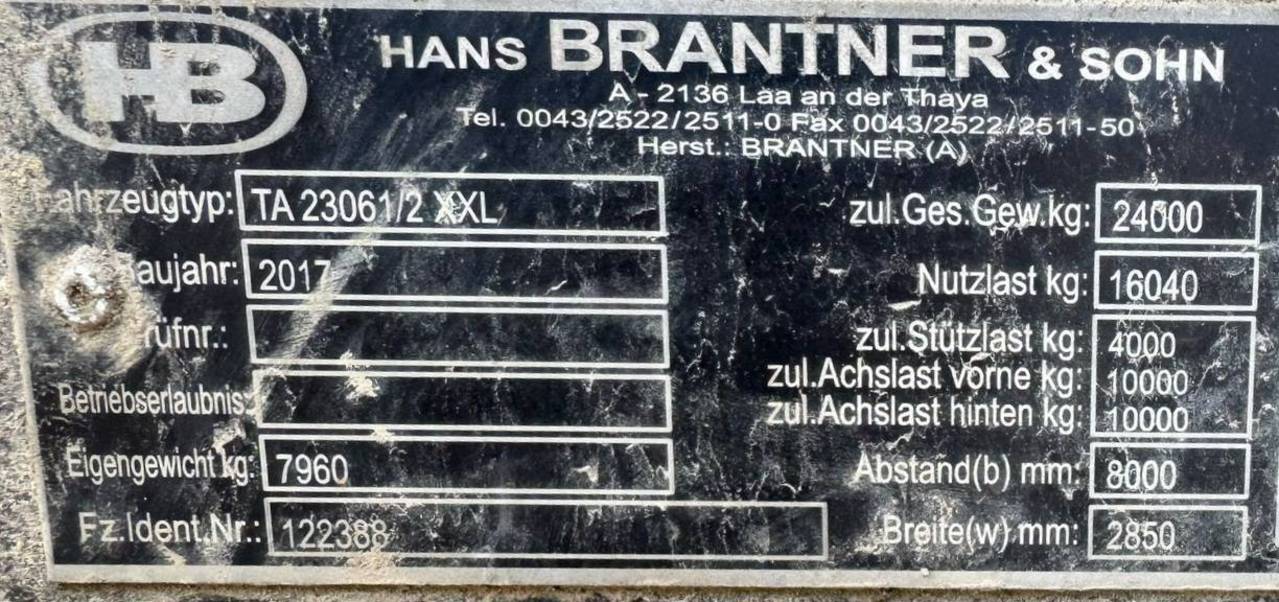 HB
HANS BRANTNER & SOHN
A - 2136 Laa an der Thaya
Tel. 0043/2522/2511-0 Fax 0043/2522/2511-50
Herst.: BRANTNER (A)
Fahrzeugtyp: TA 23061/2 XXL
zul.Ges.Gew.kg: 24000
Baujahr: 2017
Nutzlast kg: 16040
rüfnr.:
zul.Stützlast kg: 4000
zul.Achslast vorne kg: 10000
Betriebserlaubnis:
zul.Achslast hinten kg: 10000
Eigengewicht kg: 7960
Abstand(b) mm: 8000
Fz.Ident.Nr.: 122388
Breite(w) mm: 2850